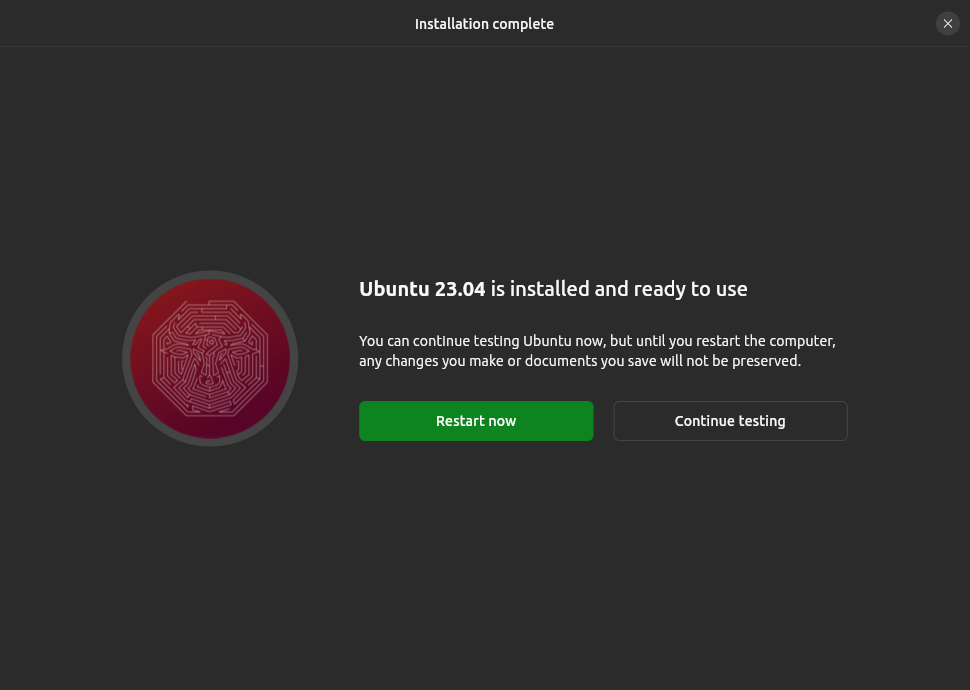 Installation complete
Ubuntu 23.04 is installed and ready to use
You can continue testing Ubuntu now, but until you restart the computer,
any changes you make or documents you save will not be preserved.
Restart now
Continue testing